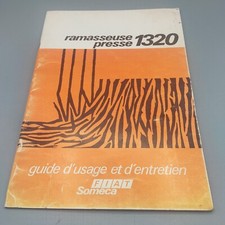 ramasseuse
presse 1320
guide d'usage et d'entretien
FIAT
Someca